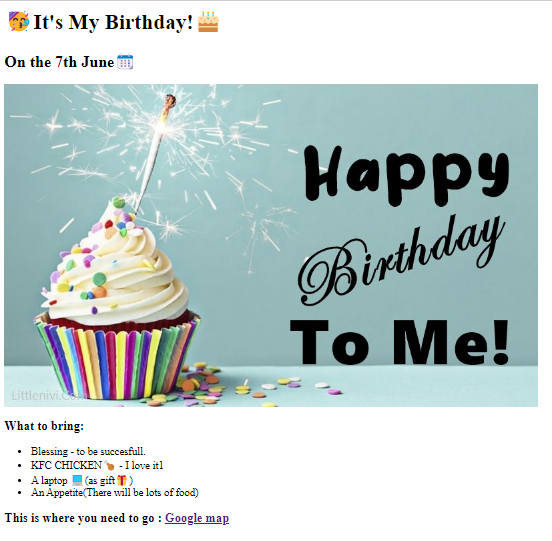 🥳It's My Birthday!🎂
On the 7th June🗓️
Happy
Birthday
To Me!
Littlenivi.Com
What to bring:
• Blessing - to be succesfull.
• KFC CHICKEN🍗 - I love it1
• A laptop 💻(as gift🎁)
• An Appetite(There will be lots of food)
This is where you need to go : Google map